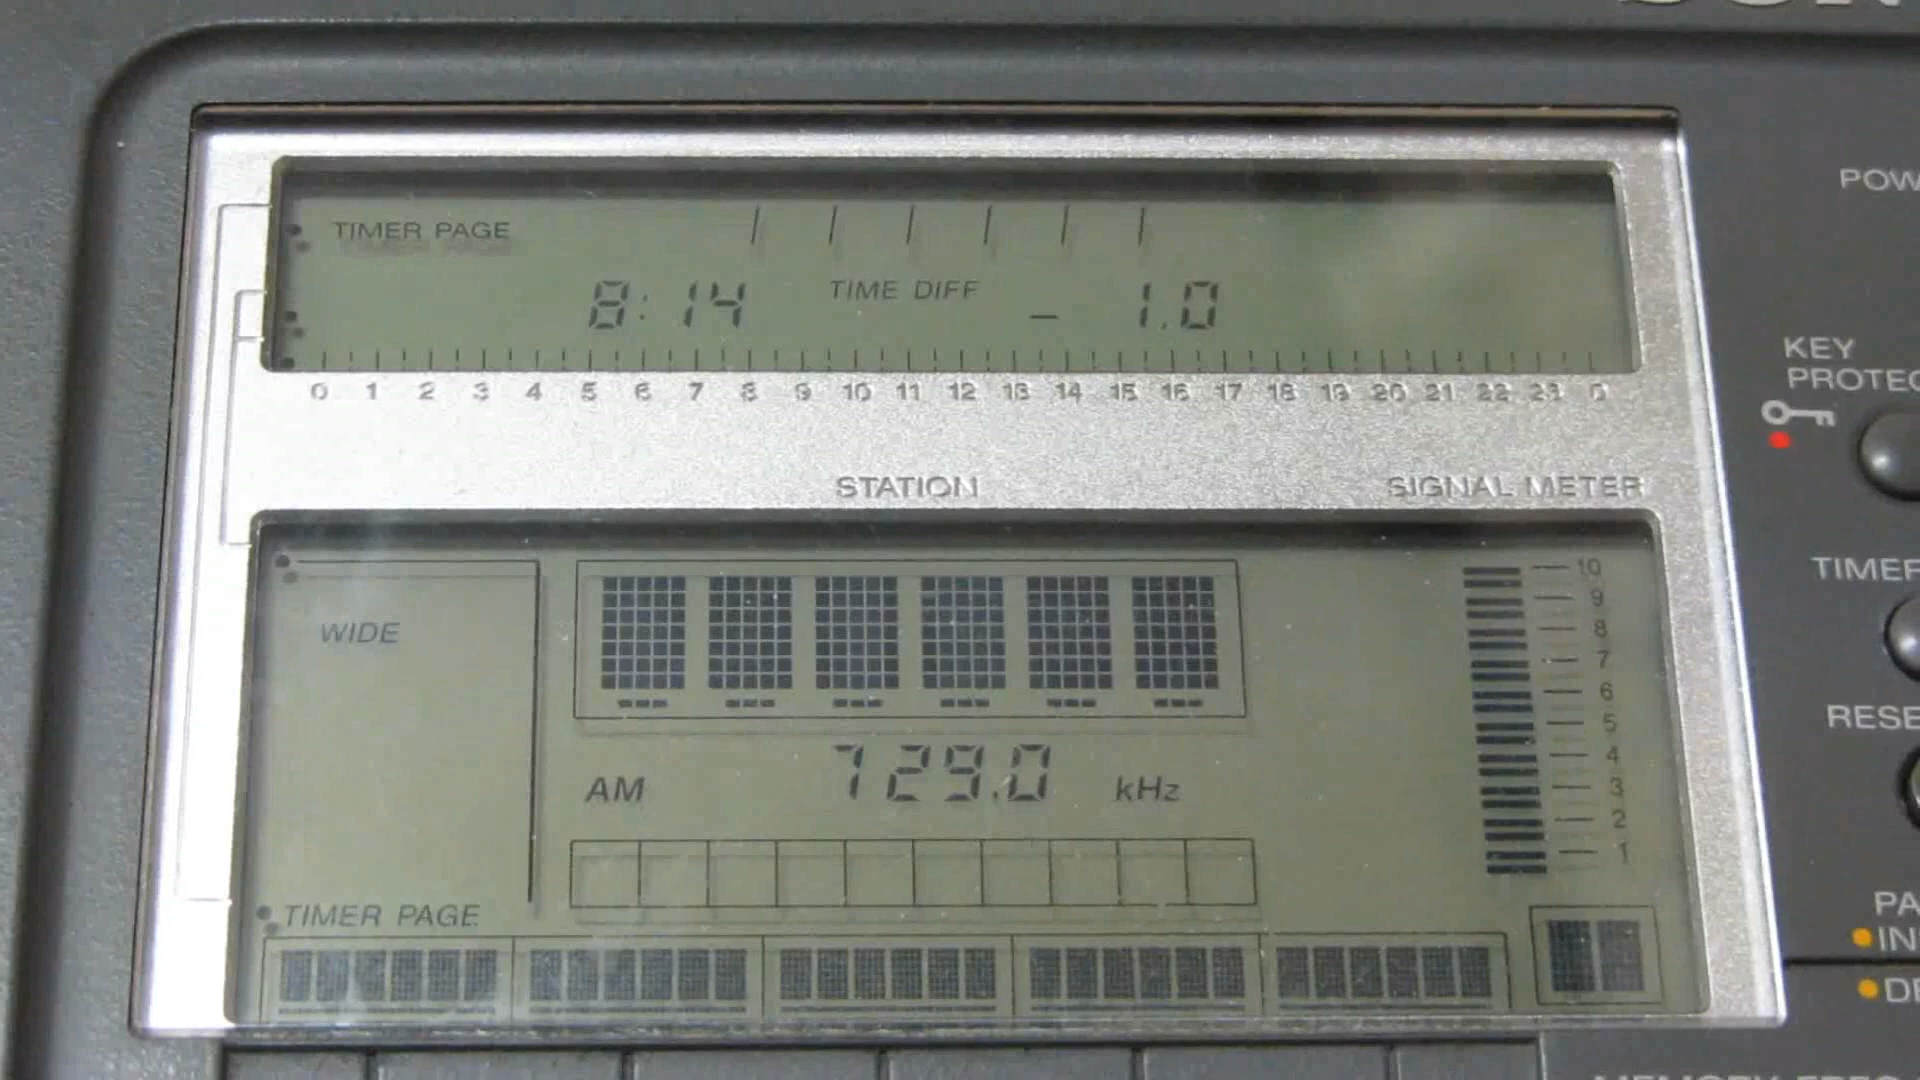 TIMER PAGE / / / / / /
8:14 TIME DIFF - 1.0
0 1 2 3 4 5 6 7 8 9 10 11 12 13 14 15 16 17 18 19 20 21 22 23 0
STATION SIGNAL METER
10
9
WIDE
8
7
6
5
4
AM 729.0 kHz
3
2
1
TIMER PAGE
POW
KEY
PROTEC
TIMER
RESE
PA
IN
DE